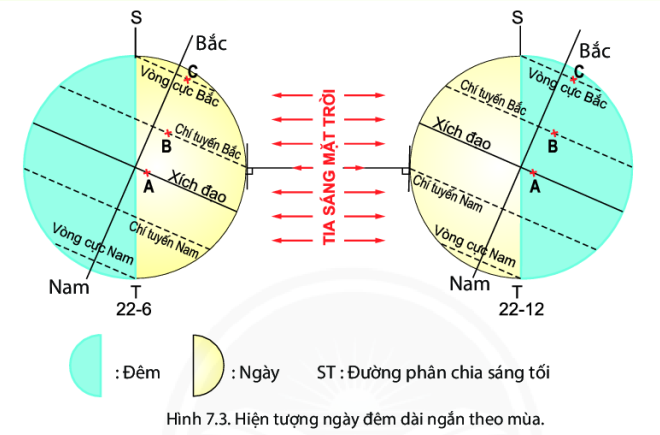 S
Bắc
C
Vòng cực Bắc
Chí tuyến Bắc
B
Xích đạo
A
Chí tuyến Nam
Vòng cực Nam
Nam
T
22-6
TIA SÁNG MẶT TRỜI
S
Bắc
C
Vòng cực Bắc
Chí tuyến Bắc
B
Xích đạo
A
Chí tuyến Nam
Vòng cực Nam
Nam
T
22-12
: Đêm
: Ngày
ST : Đường phân chia sáng tối
Hình 7.3. Hiện tượng ngày đêm dài ngắn theo mùa.